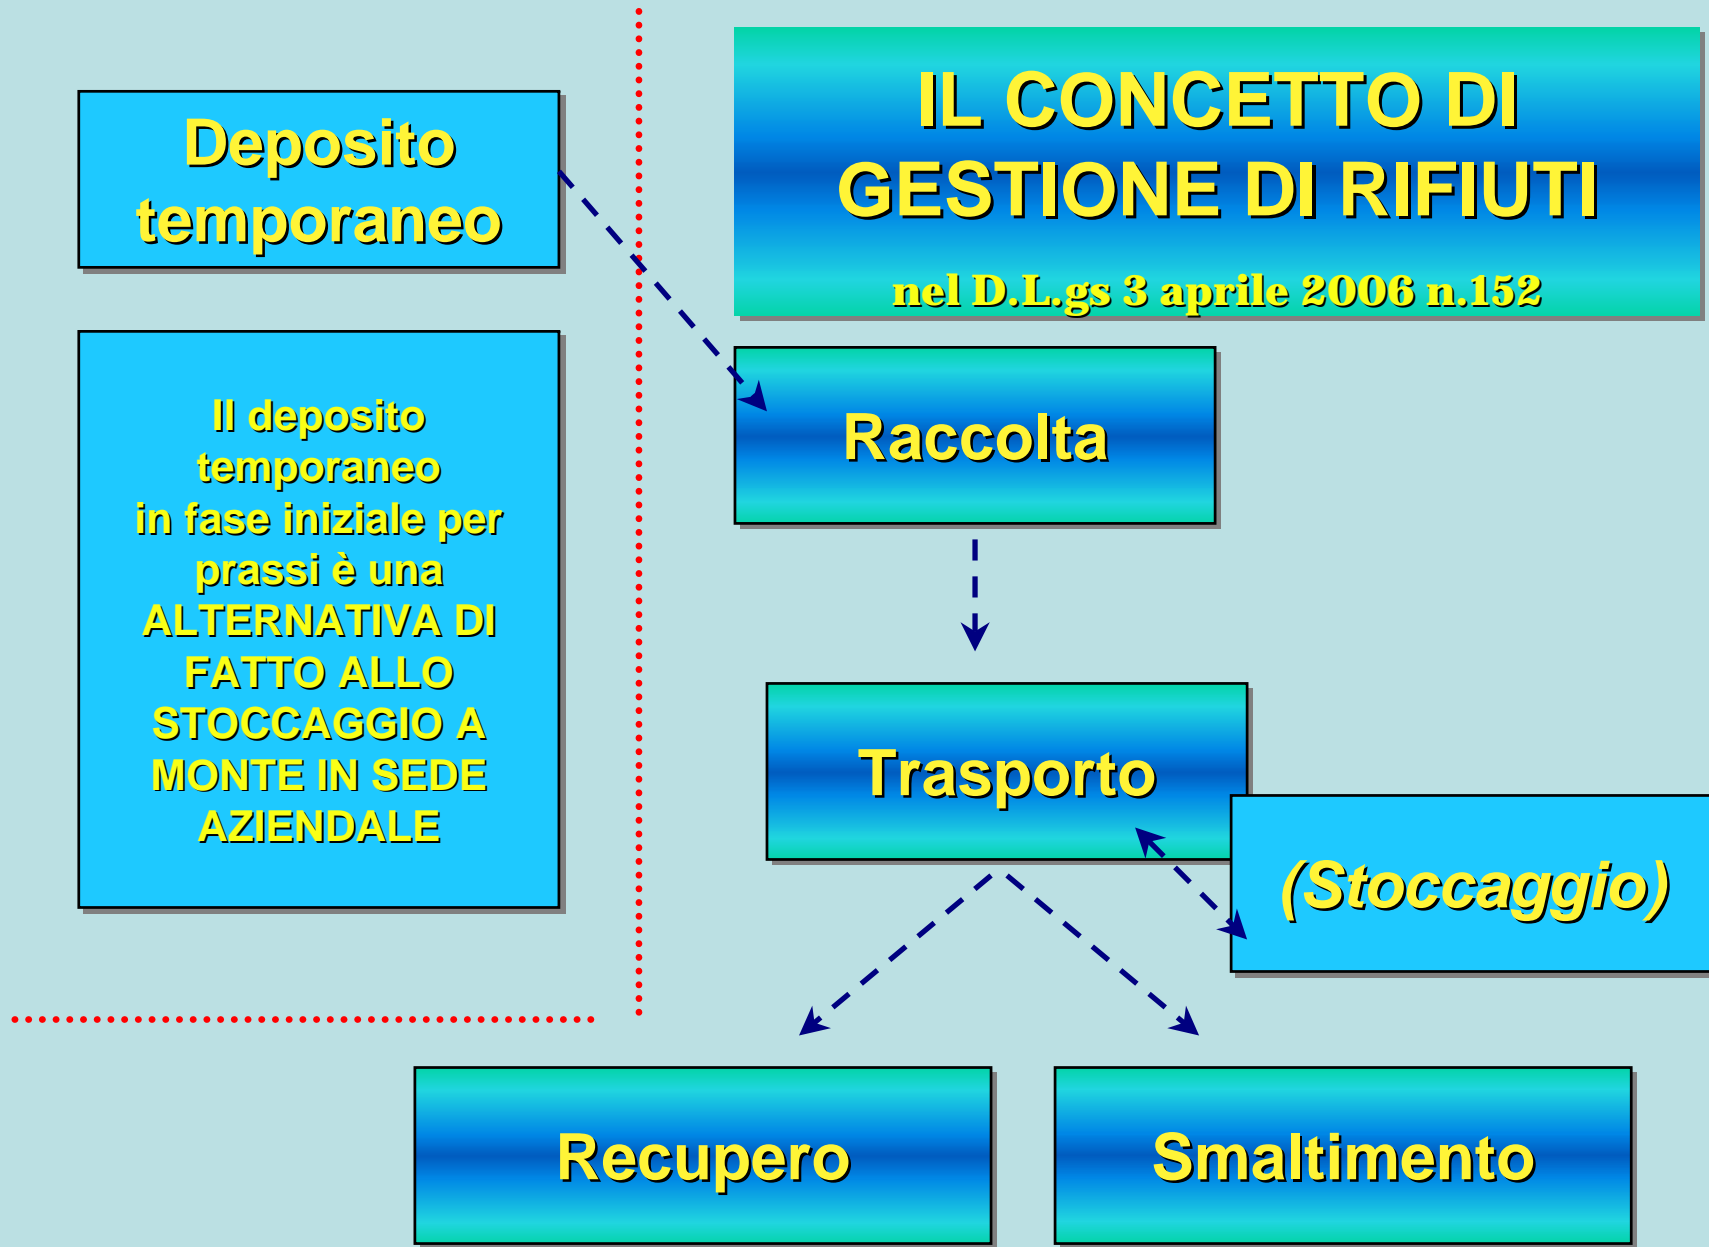 Deposito
temporaneo
IL CONCETTO DI
GESTIONE DI RIFIUTI
nel D.L.gs 3 aprile 2006 n.152
Il deposito
temporaneo
in fase iniziale per
prassi è una
ALTERNATIVA DI
FATTO ALLO
STOCCAGGIO A
MONTE IN SEDE
AZIENDALE
Raccolta
Trasporto
(Stoccaggio)
Recupero
Smaltimento